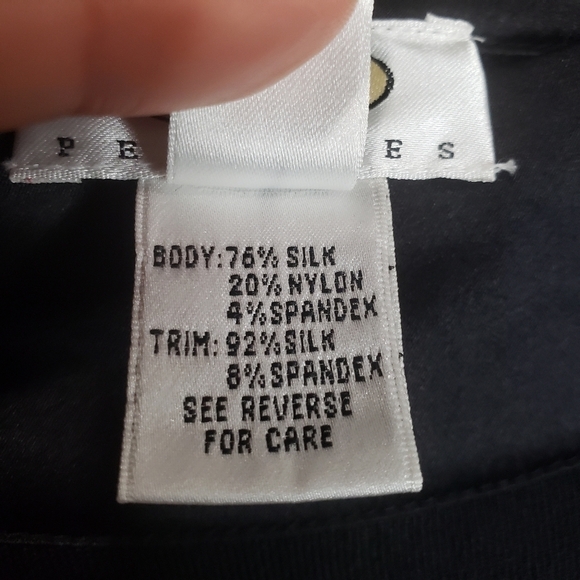 P E E S
BODY: 76% SILK
20% NYLON
4% SPANDEX
TRIM: 92% SILK
8% SPANDEX
SEE REVERSE
FOR CARE